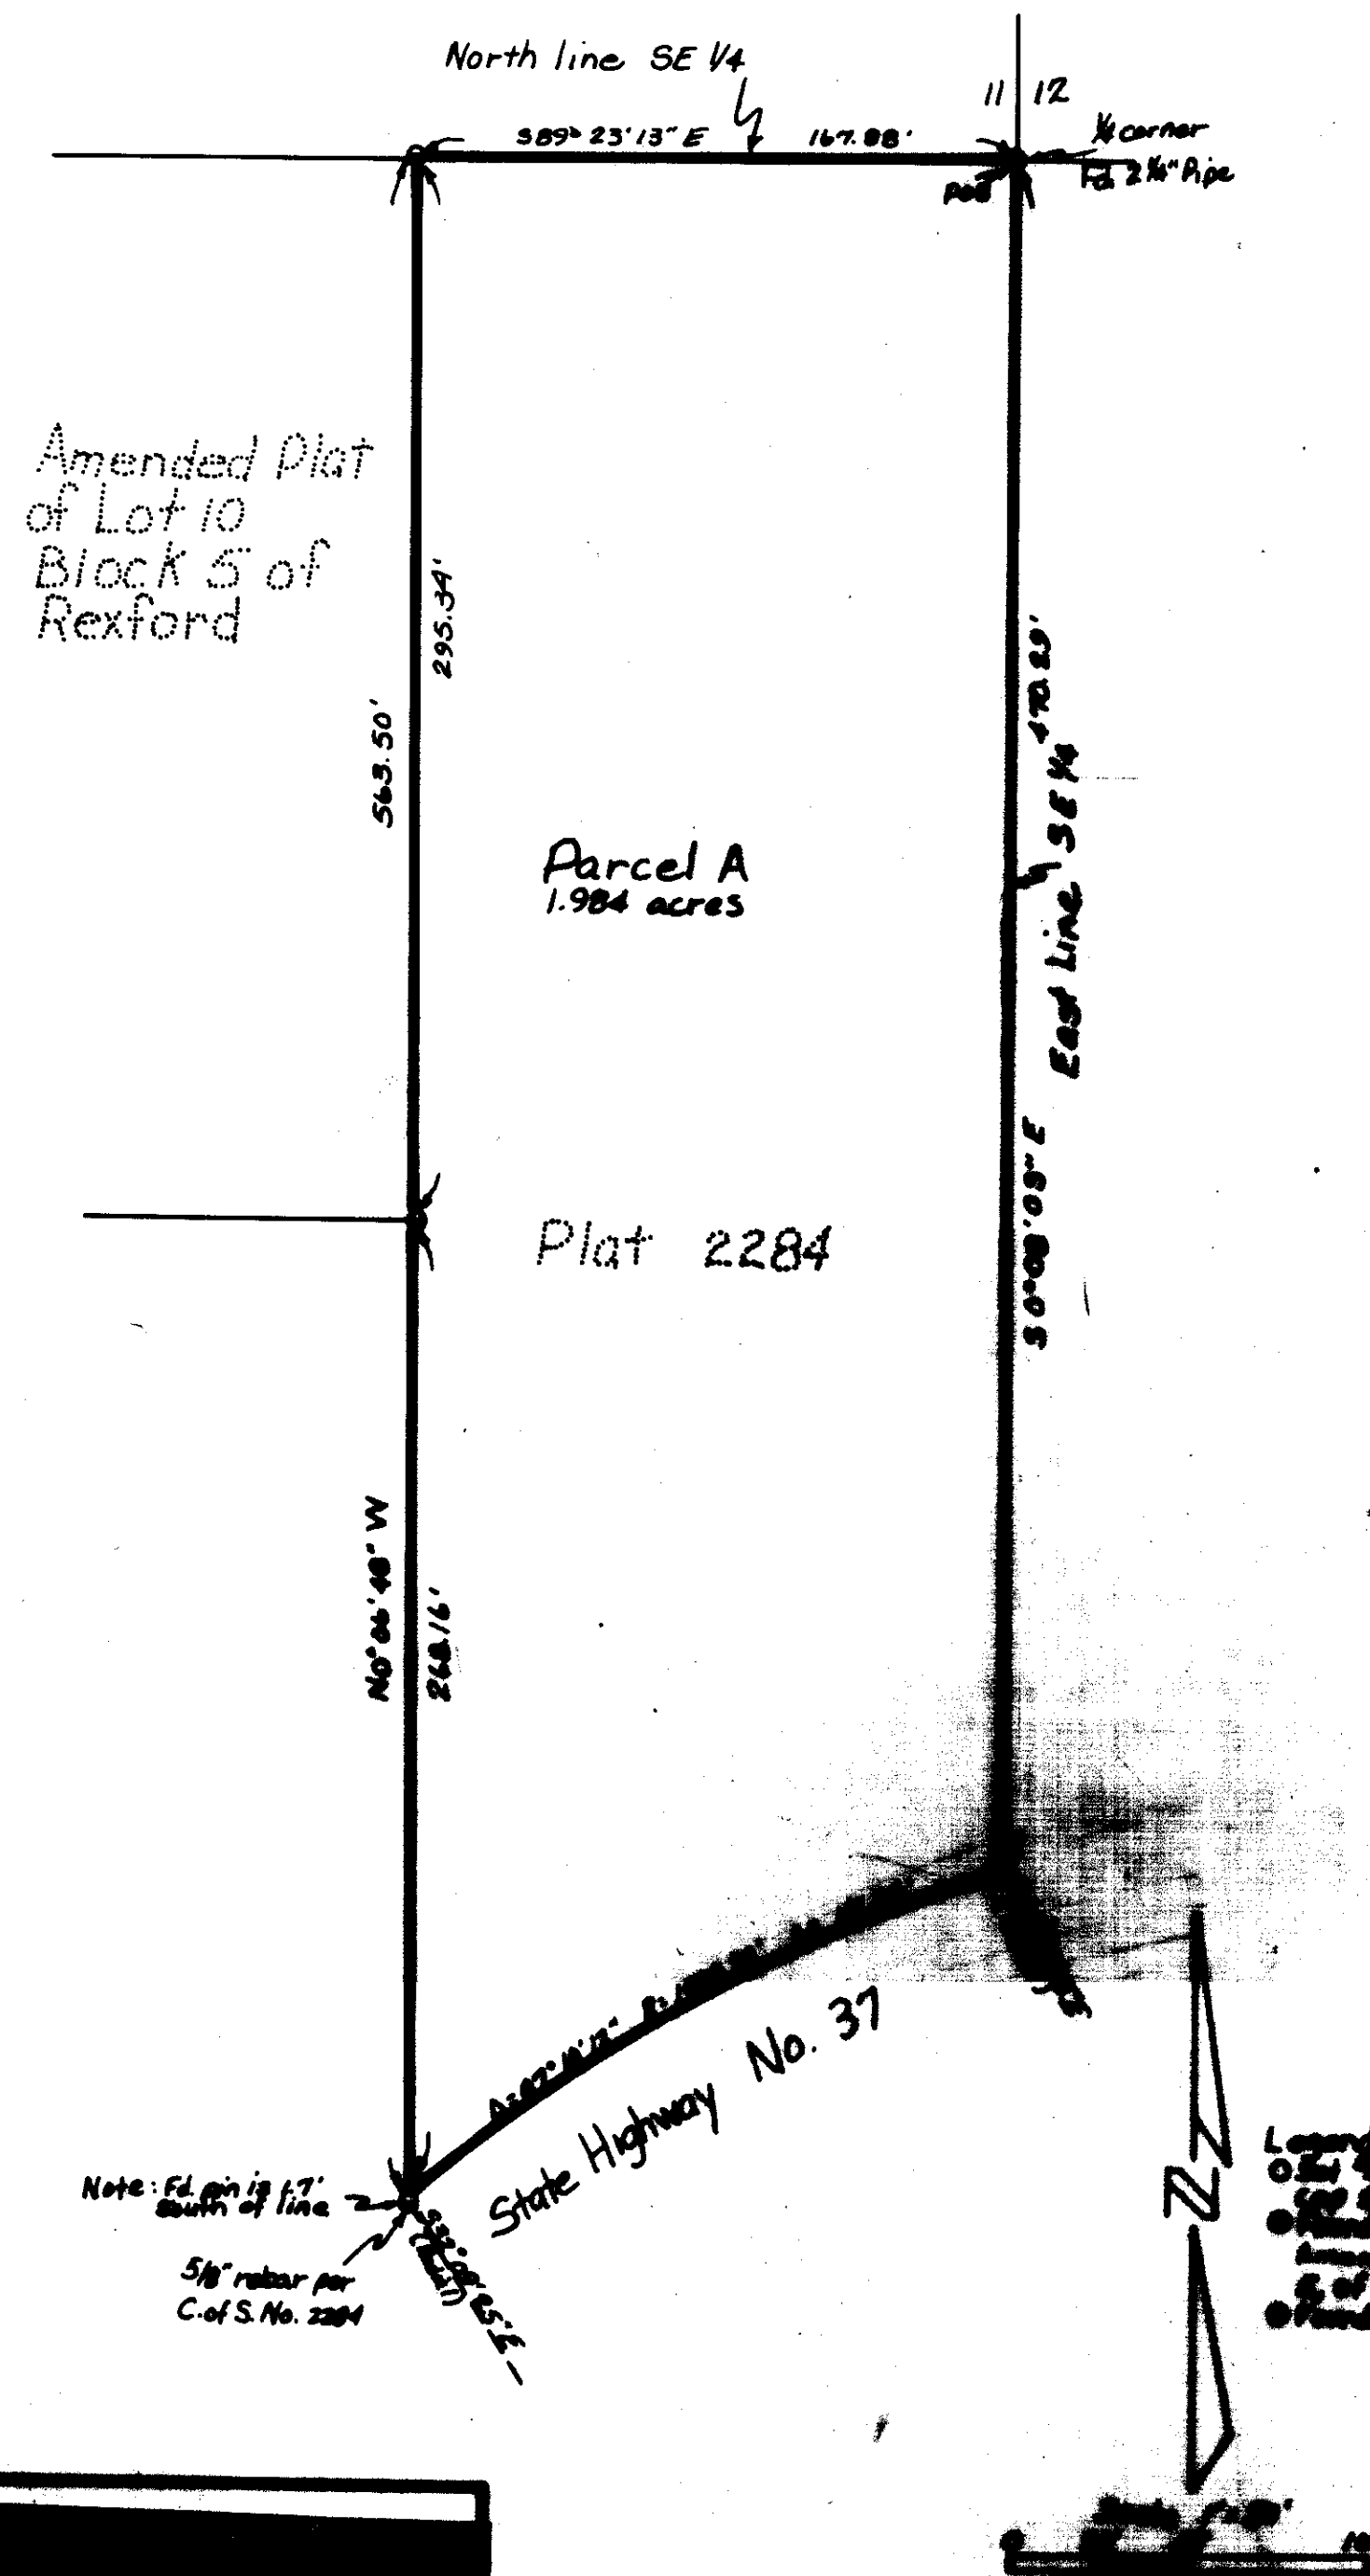 North line SE 1/4
11 12
S89° 23' 13" E 167.88'
1/4 corner
Fd. 2 1/4" Pipe
POB
Amended Plat
of Lot 10
Block 5 of
Rexford
295.34'
563.50'
470.29'
East Line SE 1/4
Parcel A
1.984 acres
S 0° 08' 05" E
Plat 2284
N0° 06' 48" W
268.16'
State Highway No. 37
Note: Fd. pin is 1.7'
South of line
5/8" rebar per
C. of S. No. 2284
N